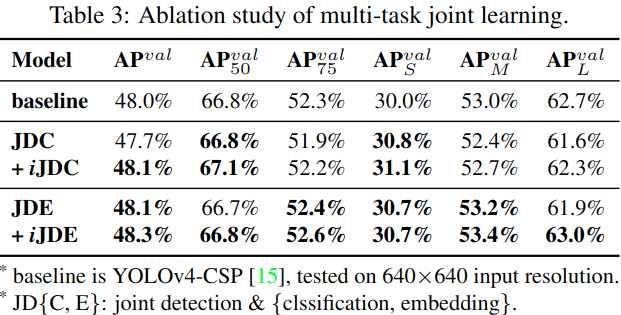 Table 3: Ablation study of multi-task joint learning.
Model AP^val AP^val_50 AP^val_75 AP^val_S AP^val_M AP^val_L
baseline 48.0% 66.8% 52.3% 30.0% 53.0% 62.7%
JDC 47.7% 66.8% 51.9% 30.8% 52.4% 61.6%
+ iJDC 48.1% 67.1% 52.2% 31.1% 52.7% 62.3%
JDE 48.1% 66.7% 52.4% 30.7% 53.2% 61.9%
+ iJDE 48.3% 66.8% 52.6% 30.7% 53.4% 63.0%
* baseline is YOLOv4-CSP [15], tested on 640×640 input resolution.
* JD{C, E}: joint detection & {clssification, embedding}.